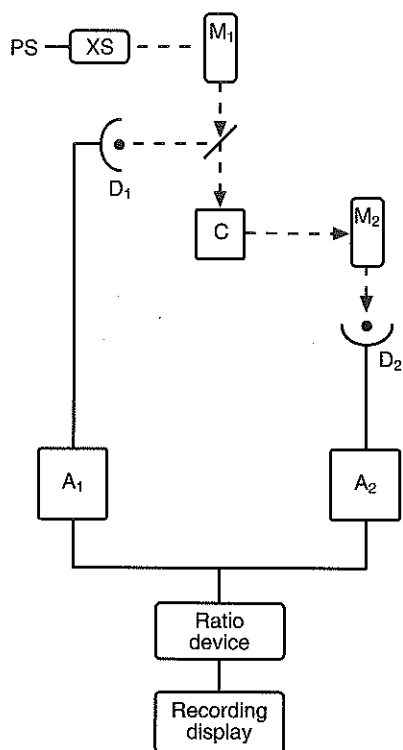 PS
XS
M₁
D₁
C
M₂
D₂
A₁
A₂
Ratio
device
Recording
display